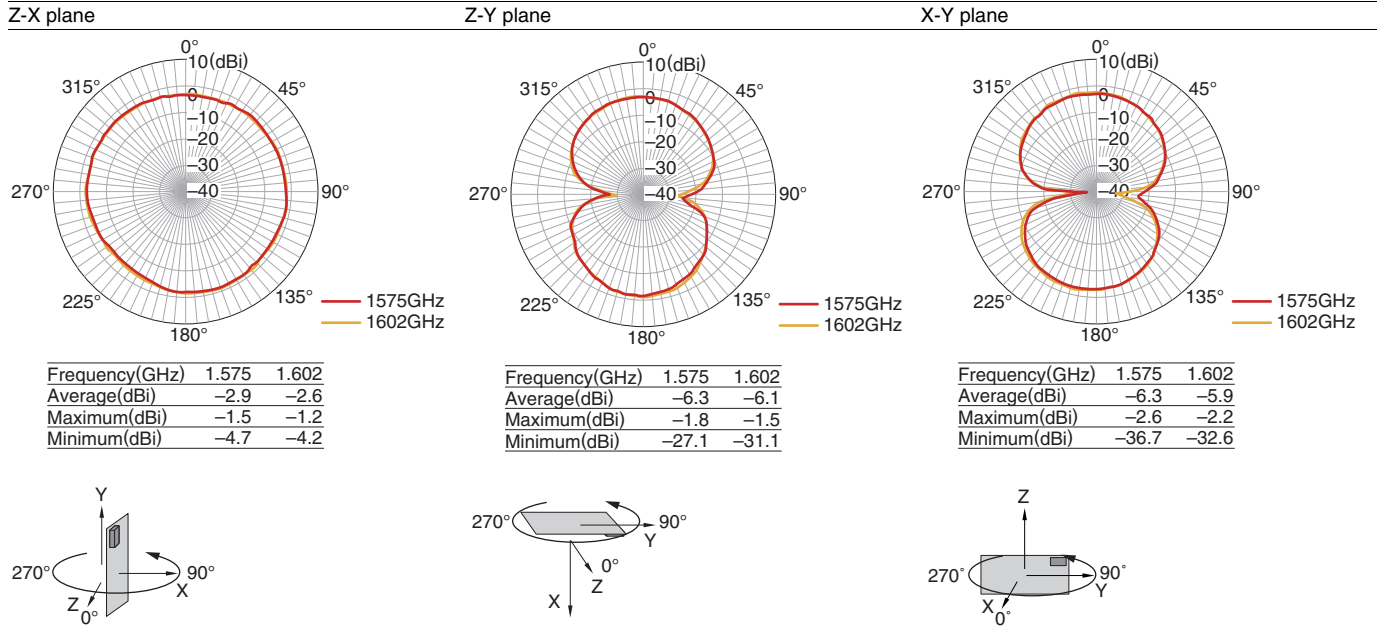 Z-X plane
0°
10(dBi)
315°
45°
0
–10
–20
–30
–40
270°
90°
225°
135°
180°
1575GHz
1602GHz
Frequency(GHz) 1.575 1.602
Average(dBi) –2.9 –2.6
Maximum(dBi) –1.5 –1.2
Minimum(dBi) –4.7 –4.2
Y
270°
90°
X
Z
0°
Z-Y plane
0°
10(dBi)
315°
45°
0
–10
–20
–30
–40
270°
90°
225°
135°
180°
1575GHz
1602GHz
Frequency(GHz) 1.575 1.602
Average(dBi) –6.3 –6.1
Maximum(dBi) –1.8 –1.5
Minimum(dBi) –27.1 –31.1
270°
90°
Y
0°
Z
X
X-Y plane
0°
10(dBi)
315°
45°
0
–10
–20
–30
–40
270°
90°
225°
135°
180°
1575GHz
1602GHz
Frequency(GHz) 1.575 1.602
Average(dBi) –6.3 –5.9
Maximum(dBi) –2.6 –2.2
Minimum(dBi) –36.7 –32.6
Z
270°
90°
Y
X
0°